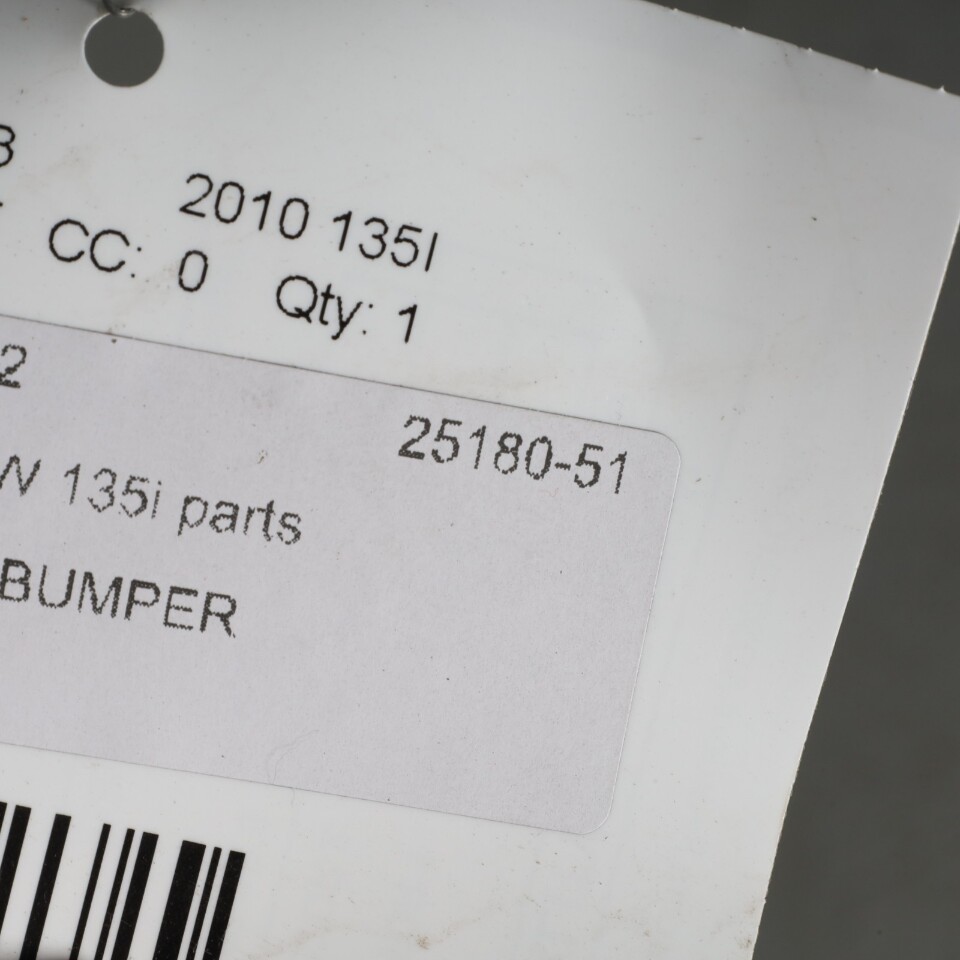 2010 135I
CC: 0 Qty: 1
25180-51
135i parts
BUMPER